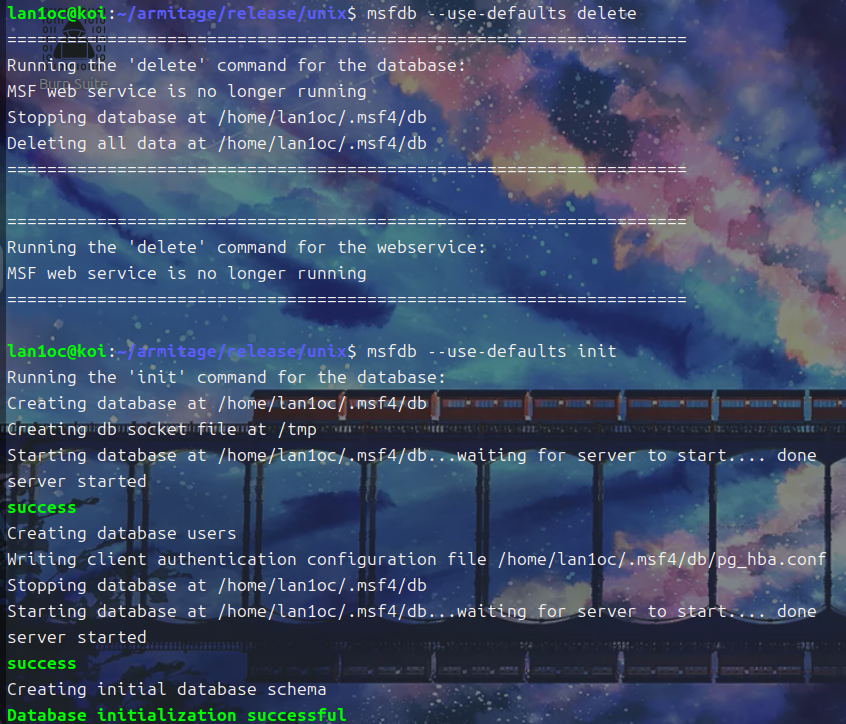 lan1oc@koi:~/armitage/release/unix$ msfdb --use-defaults delete
====================================================================
Running the 'delete' command for the database:
Burp Suite
MSF web service is no longer running
Stopping database at /home/lan1oc/.msf4/db
Deleting all data at /home/lan1oc/.msf4/db
====================================================================
====================================================================
Running the 'delete' command for the webservice:
MSF web service is no longer running
====================================================================
lan1oc@koi:~/armitage/release/unix$ msfdb --use-defaults init
Running the 'init' command for the database:
Creating database at /home/lan1oc/.msf4/db
Creating db socket file at /tmp
Starting database at /home/lan1oc/.msf4/db...waiting for server to start.... done
server started
success
Creating database users
Writing client authentication configuration file /home/lan1oc/.msf4/db/pg_hba.conf
Stopping database at /home/lan1oc/.msf4/db
Starting database at /home/lan1oc/.msf4/db...waiting for server to start.... done
server started
success
Creating initial database schema
Database initialization successful